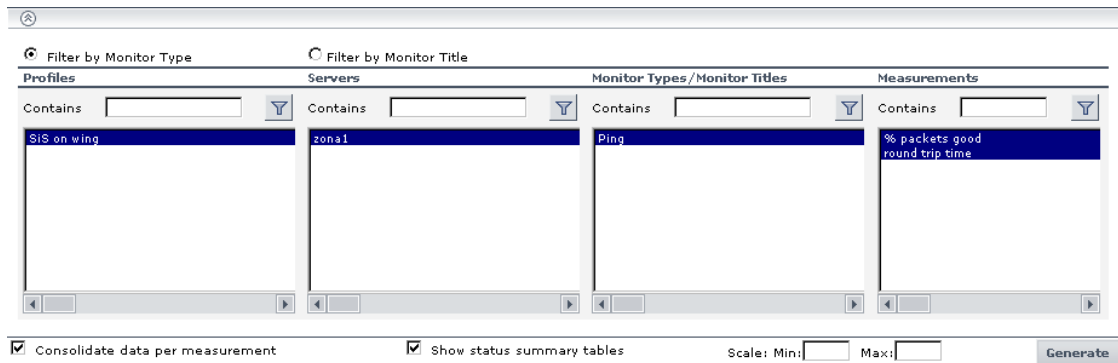 Filter by Monitor Type Filter by Monitor Title
Profiles Servers Monitor Types/Monitor Titles Measurements
Contains Contains Contains Contains
SiS on wing zona1 Ping % packets good
round trip time
Consolidate data per measurement Show status summary tables Scale: Min: Max: Generate